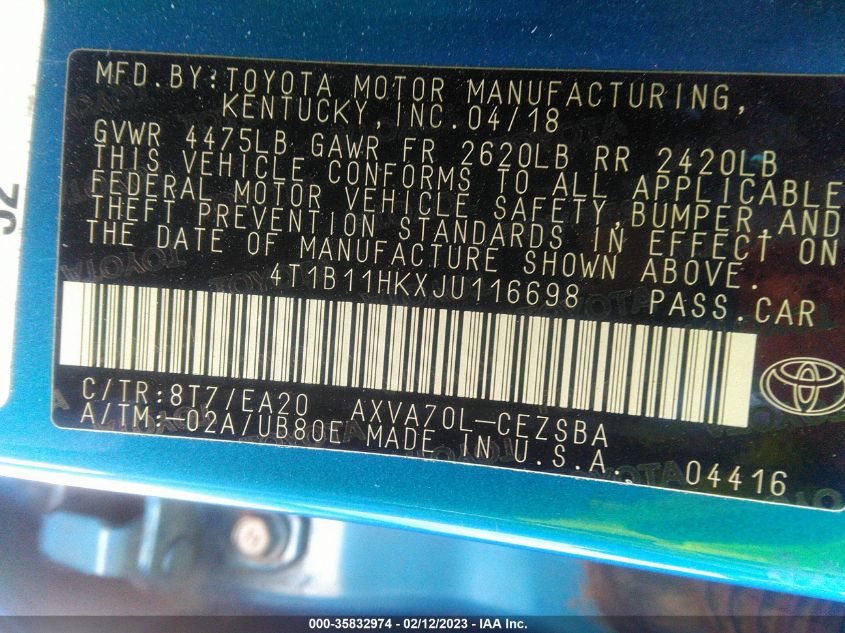 MFD. BY: TOYOTA MOTOR MANUFACTURING,
KENTUCKY, INC. 04/18
GVWR 4475LB GAWR FR 2620LB RR 2420LB
THIS VEHICLE CONFORMS TO ALL APPLICABLE
FEDERAL MOTOR VEHICLE SAFETY, BUMPER, AND
THEFT PREVENTION STANDARDS IN EFFECT ON
THE DATE OF MANUFACTURE SHOWN ABOVE.
4T1B11HKXJU116698 PASS. CAR
C/TR: 8T7/EA20 AXVA70L-CEZSBA
A/TM: -02A/UB80E MADE IN U.S.A. 04416
000-35832974 - 02/12/2023 - © IAA Inc.